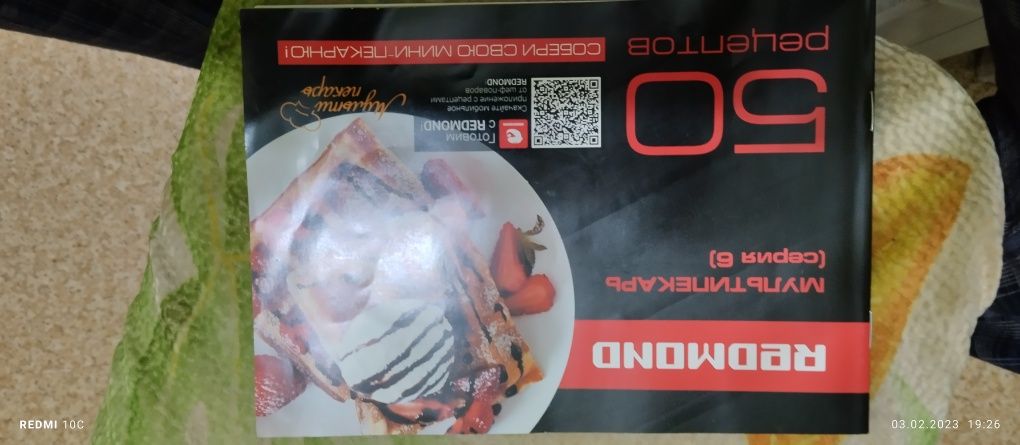 REDMOND
МУЛЬТИПЕКАРЬ
(серия 6)
50
рецептов
ГОТОВИМ
с REDMOND!
Скачайте мобильное
приложение с рецептами
от шеф-поваров
REDMOND
Мульти
пекарь
СОБЕРИ СВОЮ МИНИ-ПЕКАРНЮ!
REDMI 10C
03.02.2023 19:26